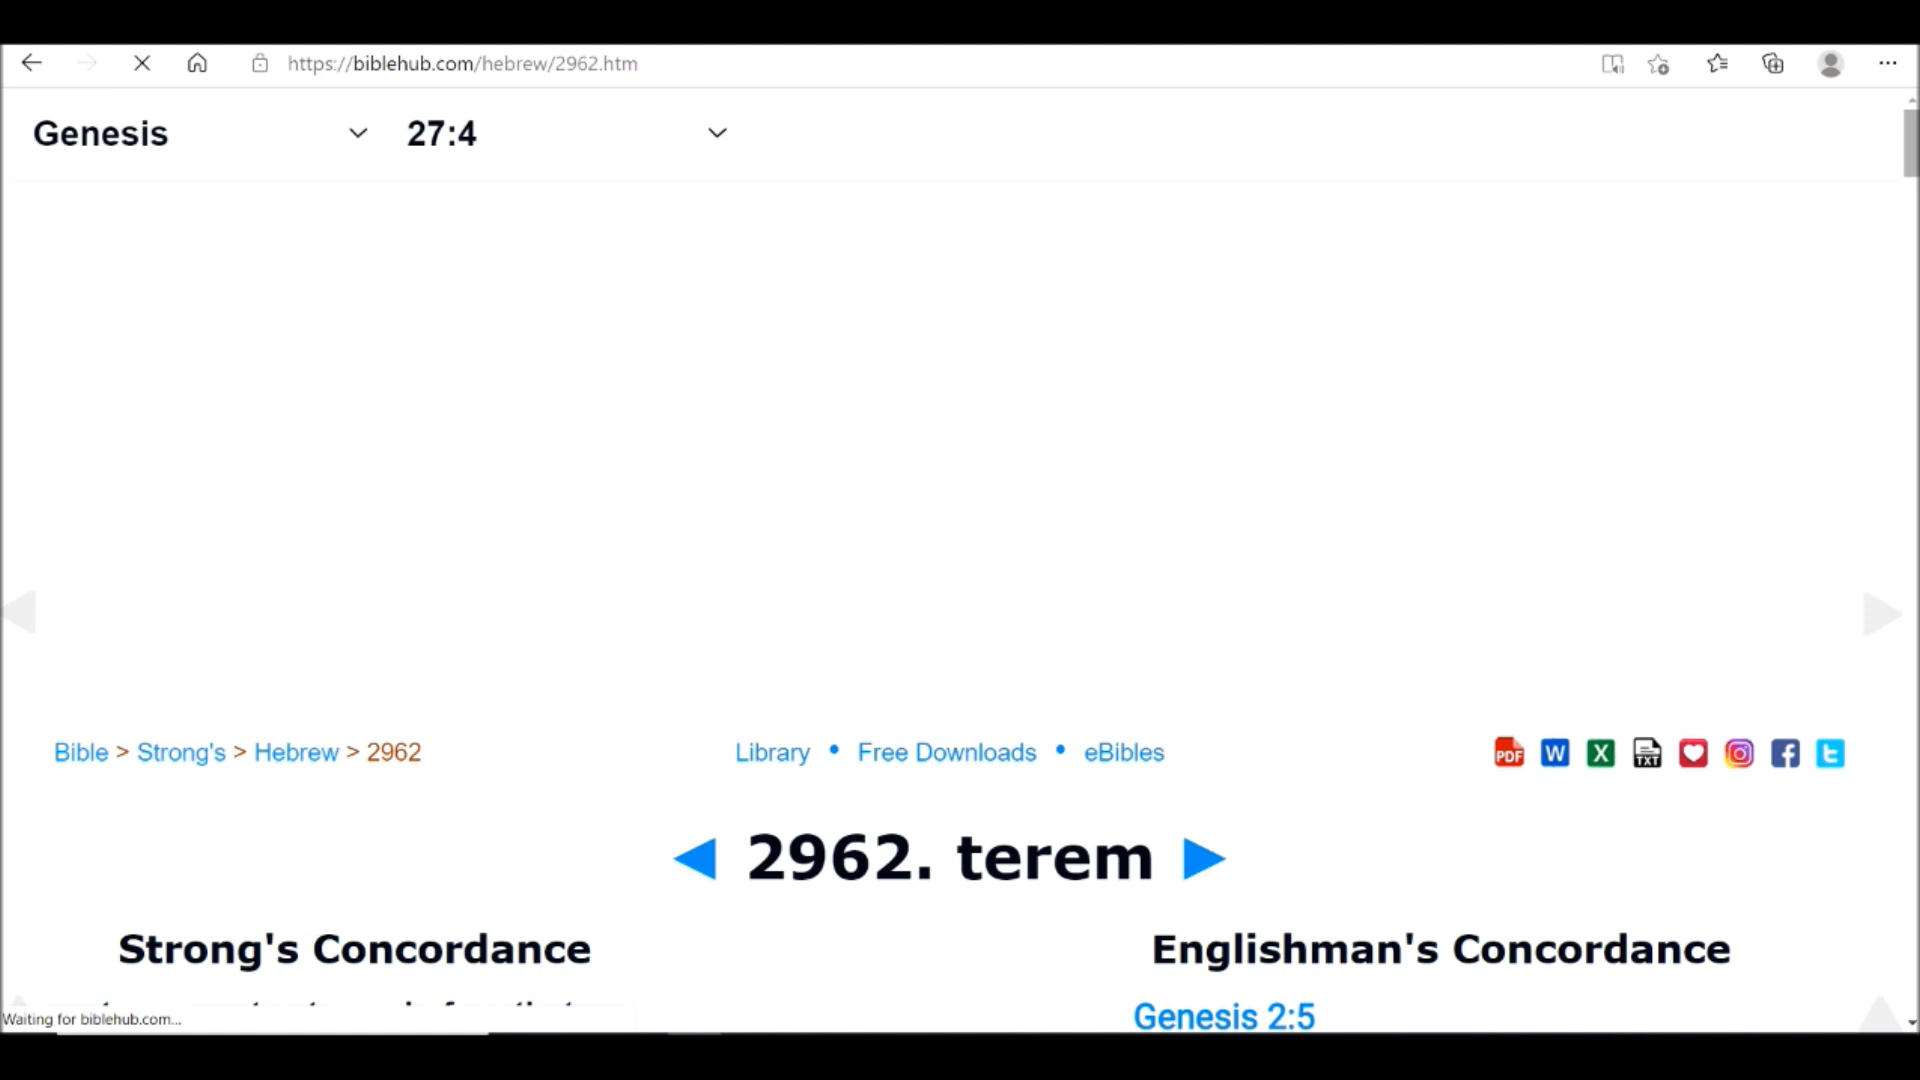 https://biblehub.com/hebrew/2962.htm
Genesis 27:4
Bible > Strong's > Hebrew > 2962
Library • Free Downloads • eBibles
PDF W X TXT
2962. terem
Strong's Concordance
Englishman's Concordance
Genesis 2:5
Waiting for biblehub.com...